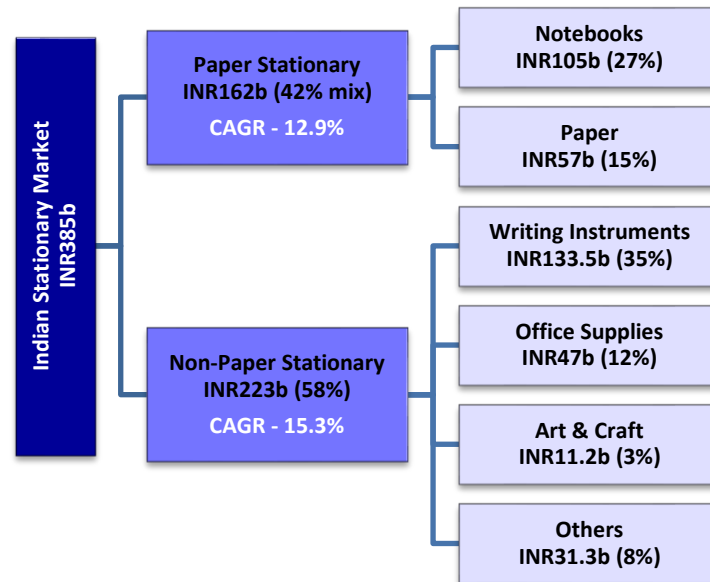 Indian Stationary Market
INR385b
Paper Stationary
INR162b (42% mix)
CAGR - 12.9%
Notebooks
INR105b (27%)
Paper
INR57b (15%)
Non-Paper Stationary
INR223b (58%)
CAGR - 15.3%
Writing Instruments
INR133.5b (35%)
Office Supplies
INR47b (12%)
Art & Craft
INR11.2b (3%)
Others
INR31.3b (8%)